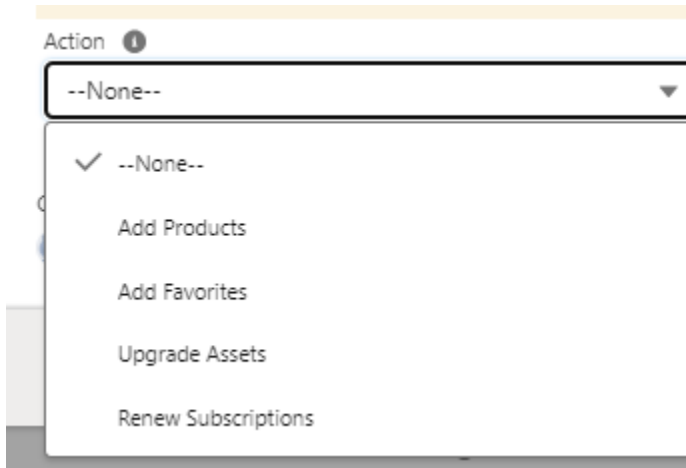 Action
--None--
--None--
Add Products
Add Favorites
Upgrade Assets
Renew Subscriptions